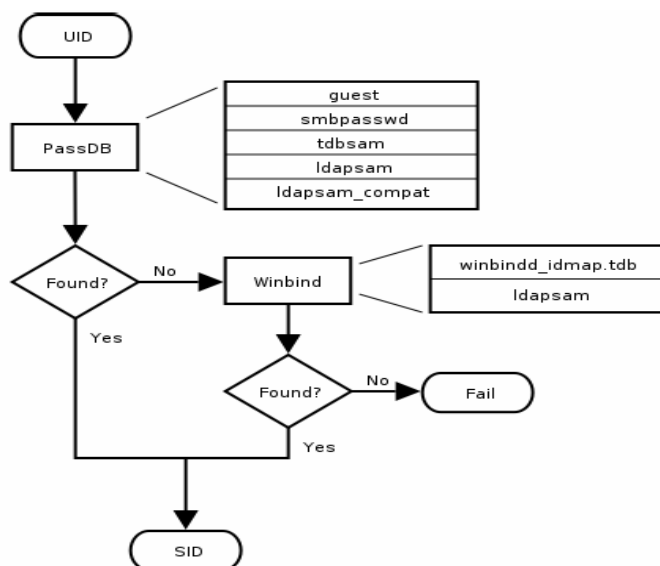 UID
PassDB
guest
smbpasswd
tdbsam
ldapsam
ldapsam_compat
Found?
No
Winbind
winbindd_idmap.tdb
ldapsam
Yes
Found?
No
Fail
Yes
SID